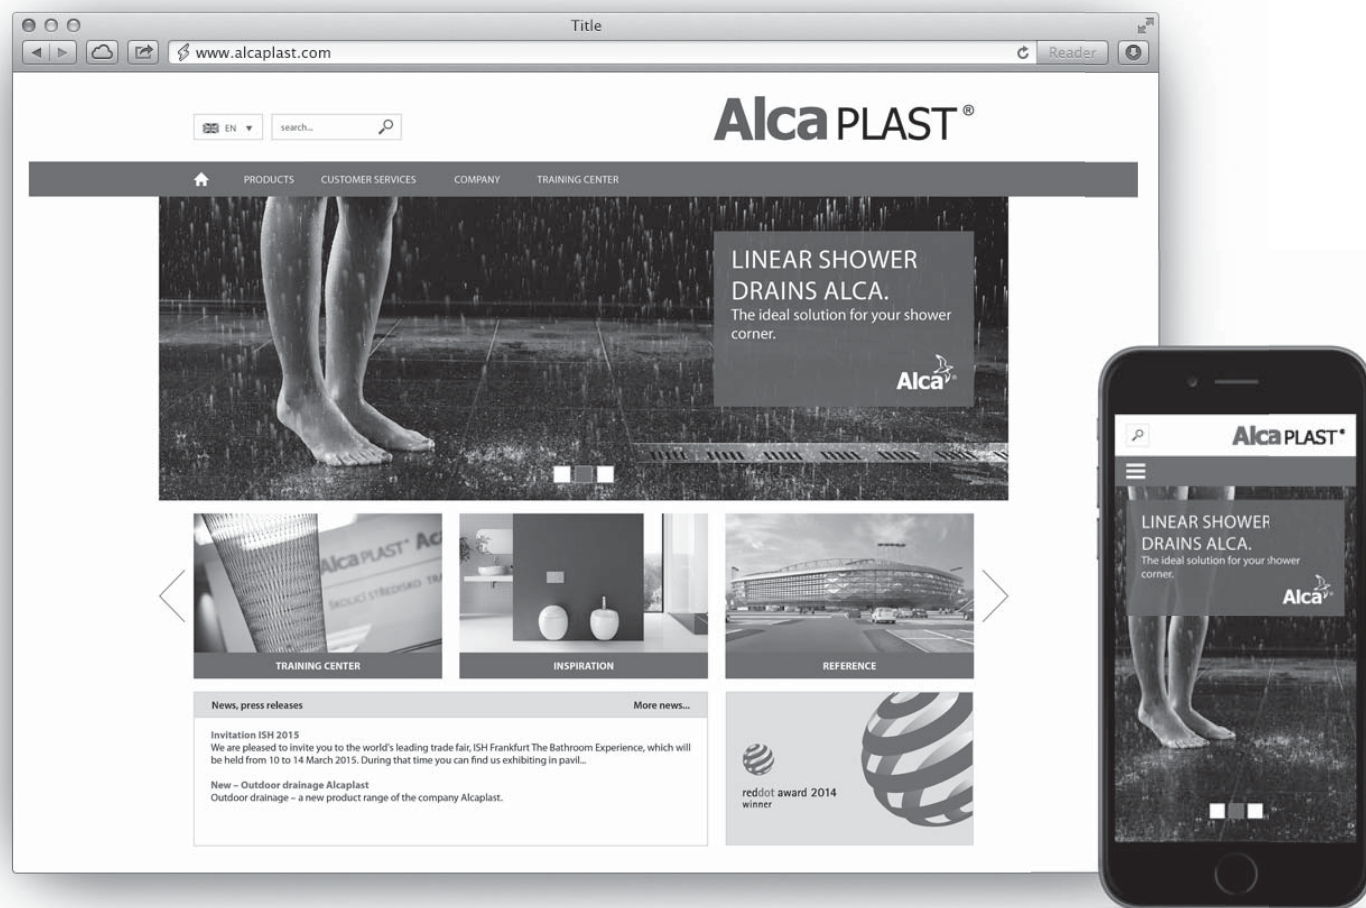 Title
www.alcaplast.com
Reader
EN
search...
Alca PLAST®
PRODUCTS CUSTOMER SERVICES COMPANY TRAINING CENTER
LINEAR SHOWER
DRAINS ALCA.
The ideal solution for your shower
corner.
Alca®
Alca PLAST®
ŠKOLICÍ STŘEDISKO
TRAINING CENTER
INSPIRATION
REFERENCE
News, press releases
More news...
Invitation ISH 2015
We are pleased to invite you to the world's leading trade fair, ISH Frankfurt The Bathroom Experience, which will
be held from 10 to 14 March 2015. During that time you can find us exhibiting in pavil...
New – Outdoor drainage Alcaplast
Outdoor drainage – a new product range of the company Alcaplast.
reddot award 2014
winner
Alca PLAST®
LINEAR SHOWER
DRAINS ALCA.
The ideal solution for your shower
corner.
Alca®